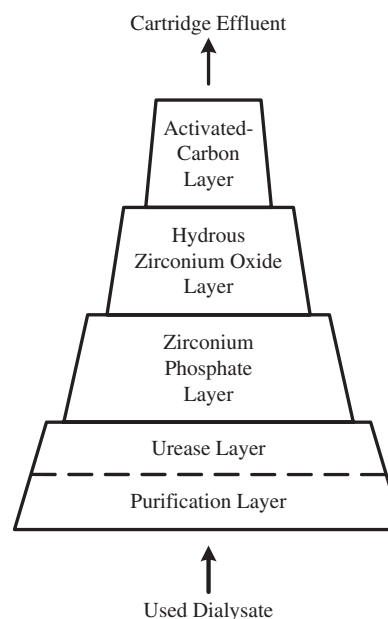 Cartridge Effluent
Activated-
Carbon
Layer
Hydrous
Zirconium Oxide
Layer
Zirconium
Phosphate
Layer
Urease Layer
Purification Layer
Used Dialysate